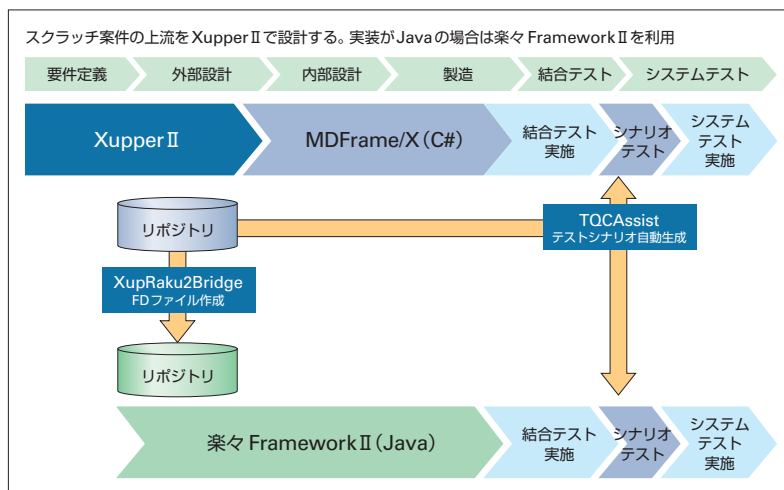 スクラッチ案件の上流をXupperⅡで設計する。実装がJavaの場合は楽々FrameworkⅡを利用
要件定義
外部設計
内部設計
製造
結合テスト
システムテスト
XupperⅡ
MDFrame/X(C#)
結合テスト
実施
シナリオ
テスト
システム
テスト
実施
リポジトリ
TQCAssist
テストシナリオ自動生成
XupRaku2Bridge
FDファイル作成
リポジトリ
楽々FrameworkⅡ(Java)
結合テスト
実施
シナリオ
テスト
システム
テスト
実施